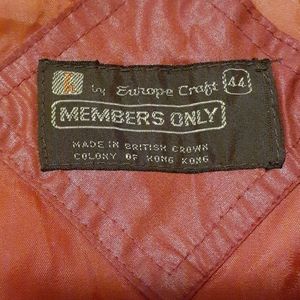 by Europe Craft 44
MEMBERS ONLY
MADE IN BRITISH CROWN
COLONY OF HONG KONG